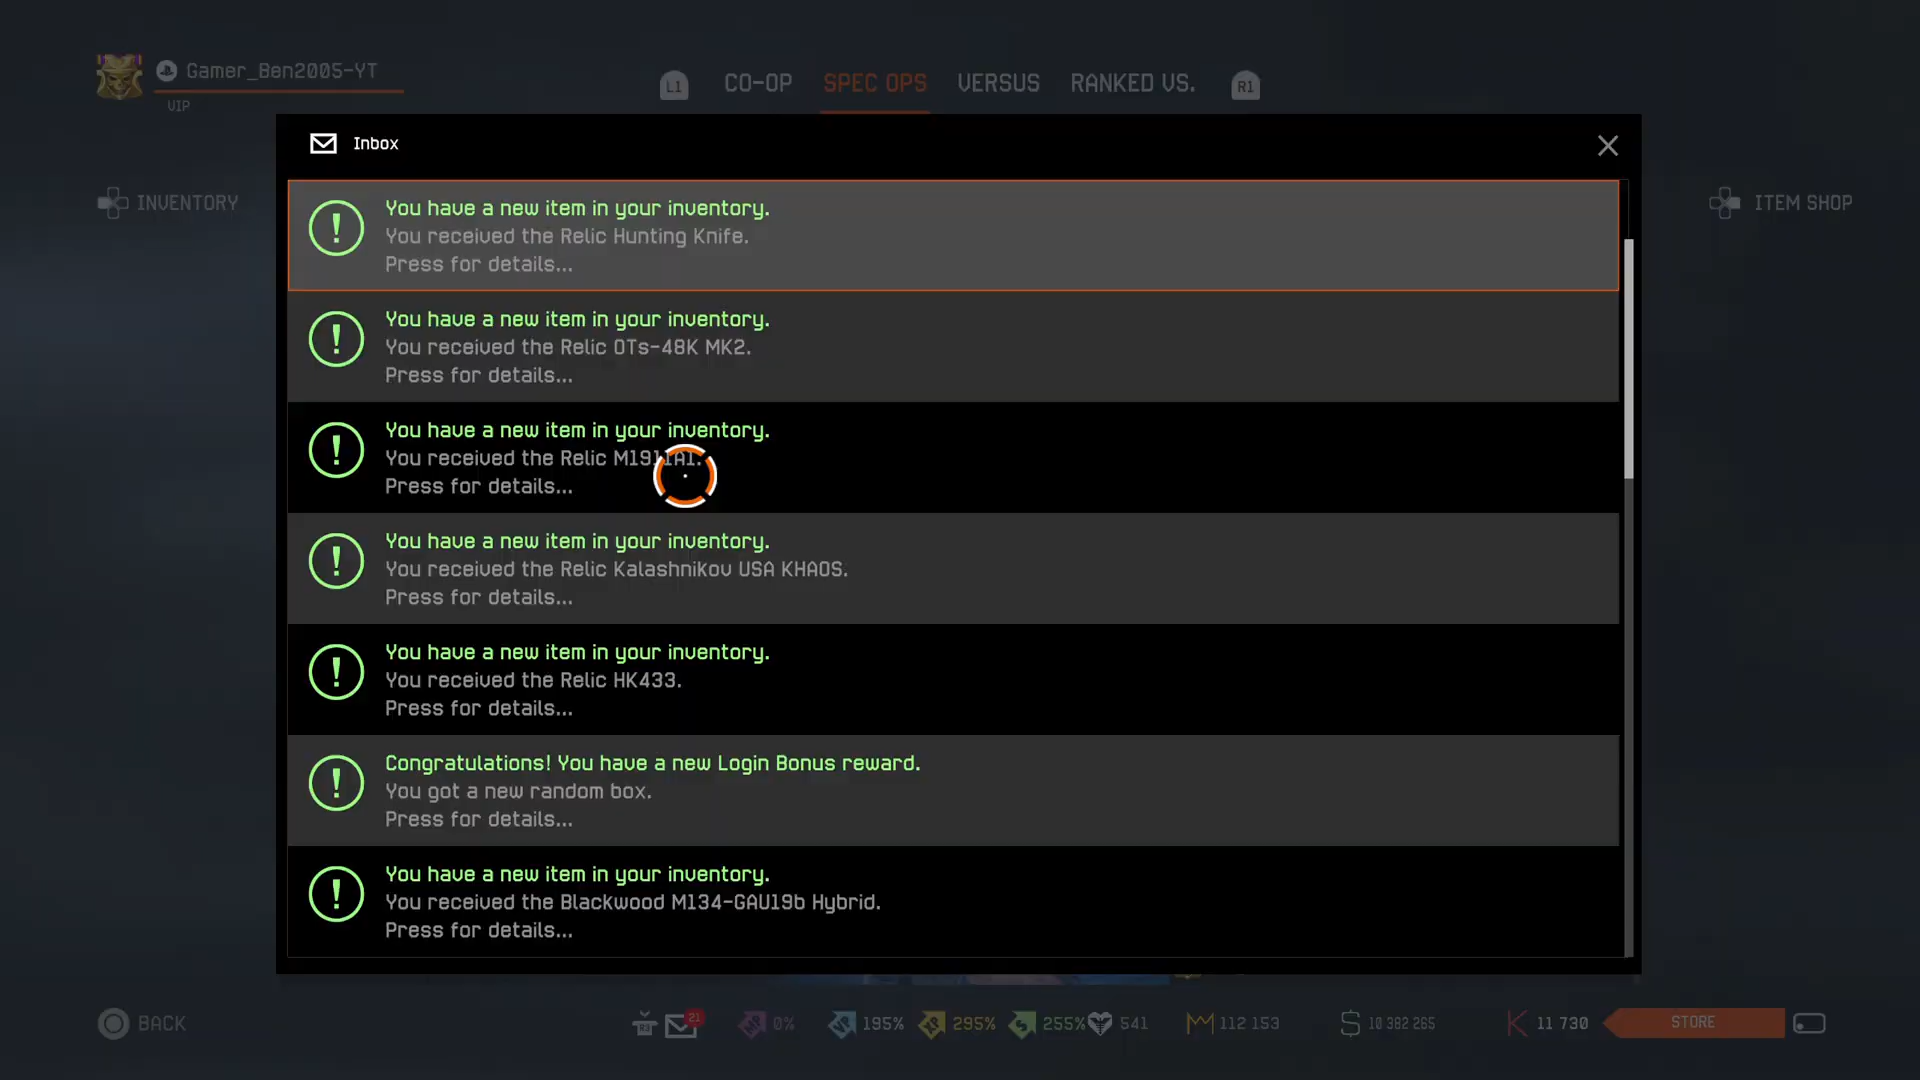 Gamer_Ben2005-YT
VIP
L1 CO-OP SPEC OPS VERSUS RANKED VS. R1
INVENTORY
ITEM SHOP
Inbox
You have a new item in your inventory.
You received the Relic Hunting Knife.
Press for details...
You have a new item in your inventory.
You received the Relic OTs-48K MK2.
Press for details...
You have a new item in your inventory.
You received the Relic M1911A1.
Press for details...
You have a new item in your inventory.
You received the Relic Kalashnikov USA KHAOS.
Press for details...
You have a new item in your inventory.
You received the Relic HK433.
Press for details...
Congratulations! You have a new Login Bonus reward.
You got a new random box.
Press for details...
You have a new item in your inventory.
You received the Blackwood M134-GAU19b Hybrid.
Press for details...
BACK
R3 21 0% 195% 295% 255% 541 112 153 10 382 265 11 730 STORE